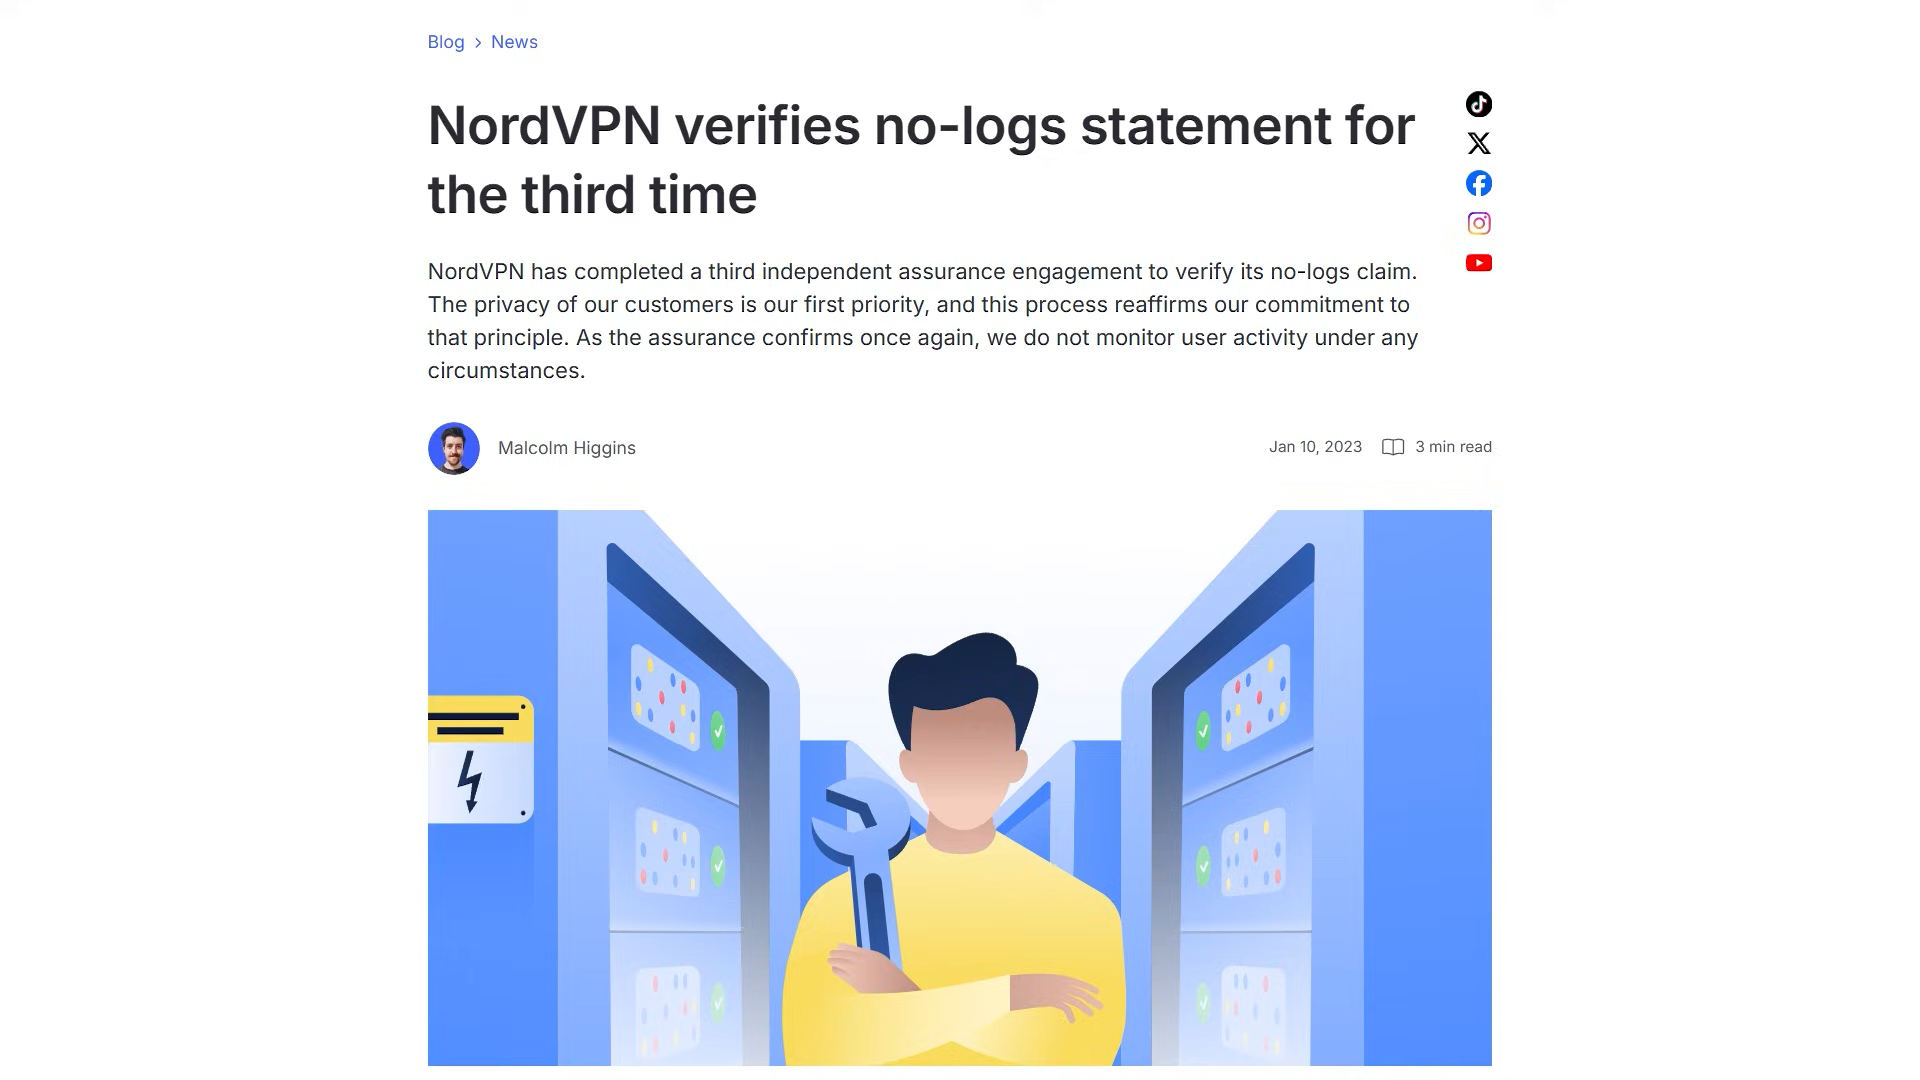 Blog > News
NordVPN verifies no-logs statement for
the third time
NordVPN has completed a third independent assurance engagement to verify its no-logs claim.
The privacy of our customers is our first priority, and this process reaffirms our commitment to
that principle. As the assurance confirms once again, we do not monitor user activity under any
circumstances.
Malcolm Higgins
Jan 10, 2023 3 min read